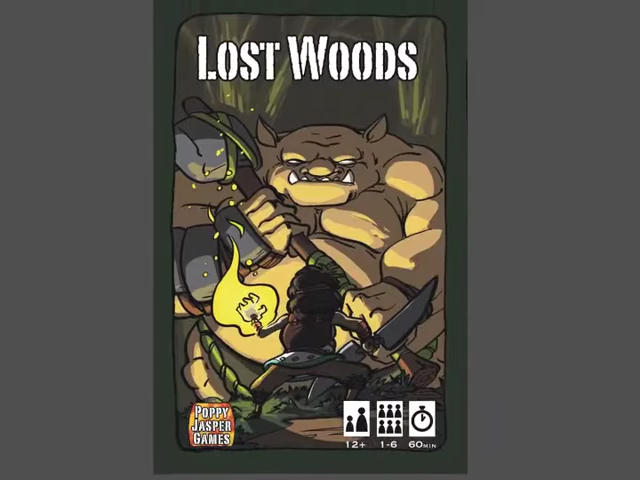 LOST WOODS
POPPY
JASPER
GAMES
12+ 1-6 60MIN